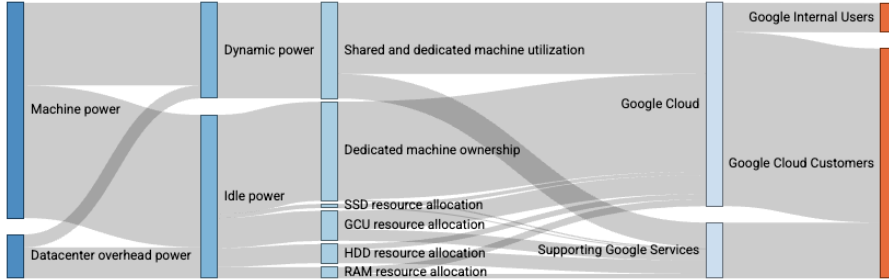 Machine power
Datacenter overhead power
Dynamic power
Idle power
Shared and dedicated machine utilization
Dedicated machine ownership
SSD resource allocation
GCU resource allocation
HDD resource allocation
RAM resource allocation
Google Cloud
Supporting Google Services
Google Internal Users
Google Cloud Customers